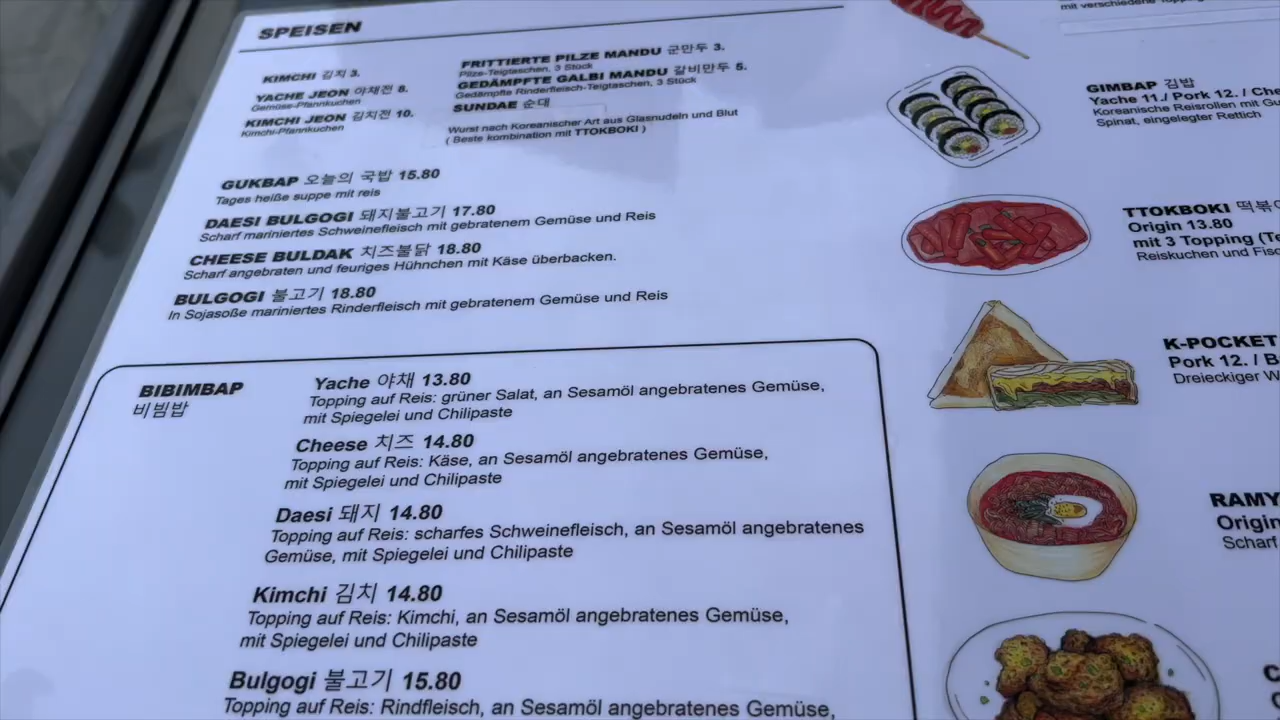 SPEISEN
KIMCHI 김치 3.
YACHE JEON 야채전 8.
Gemüse-Pfannkuchen
KIMCHI JEON 김치전 10.
Kimchi-Pfannkuchen
FRITTIERTE PILZE MANDU 군만두 3.
Pilze-Teigtaschen, 3 Stück
GEDÄMPFTE GALBI MANDU 갈비만두 5.
Gedämpfte Rinderfleisch-Teigtaschen, 3 Stück
SUNDAE 순대
Wurst nach Koreanischer Art aus Glasnudeln und Blut
( Beste kombination mit TTOKBOKI )
GUKBAP 오늘의 국밥 15.80
Tages heiße suppe mit reis
DAESI BULGOGI 돼지불고기 17.80
Scharf mariniertes Schweinefleisch mit gebratenem Gemüse und Reis
CHEESE BULDAK 치즈불닭 18.80
Scharf angebraten und feuriges Hühnchen mit Käse überbacken.
BULGOGI 불고기 18.80
In Sojasoße mariniertes Rinderfleisch mit gebratenem Gemüse und Reis
BIBIMBAP
비빔밥
Yache 야채 13.80
Topping auf Reis: grüner Salat, an Sesamöl angebratenes Gemüse,
mit Spiegelei und Chilipaste
Cheese 치즈 14.80
Topping auf Reis: Käse, an Sesamöl angebratenes Gemüse,
mit Spiegelei und Chilipaste
Daesi 돼지 14.80
Topping auf Reis: scharfes Schweinefleisch, an Sesamöl angebratenes
Gemüse, mit Spiegelei und Chilipaste
Kimchi 김치 14.80
Topping auf Reis: Kimchi, an Sesamöl angebratenes Gemüse,
mit Spiegelei und Chilipaste
Bulgogi 불고기 15.80
Topping auf Reis: Rindfleisch, an Sesamöl angebratenes Gemüse,
mit verschiedene
GIMBAP 김밥
Yache 11./ Pork 12. / Che
Koreanische Reisrollen mit
Spinat, eingelegter Rettich
TTOKBOKI 떡볶
Origin 13.80
mit 3 Topping
Reiskuchen und
K-POCKET
Pork 12. / B
Dreieckiger W
RAMY
Origin
Scharf